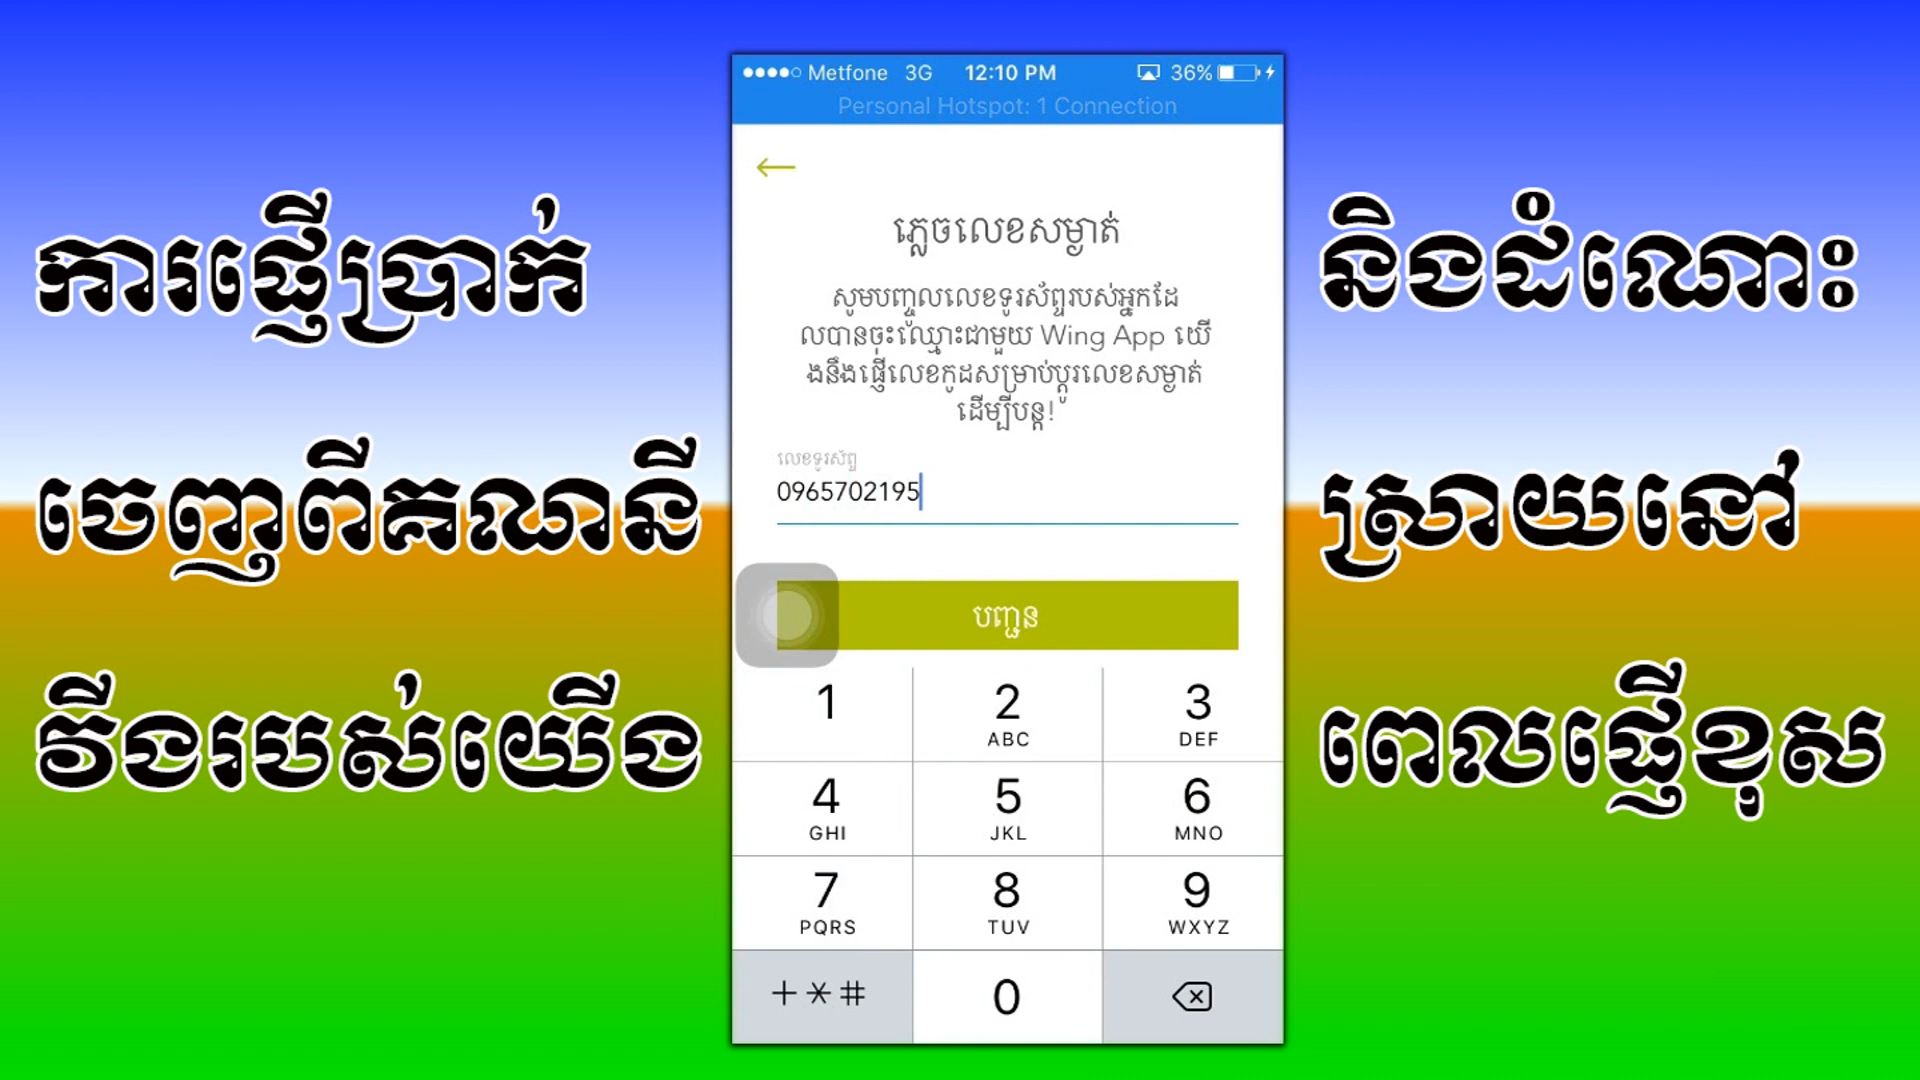 ការផ្ញើប្រាក់
ចេញពីគណនី
វីងរបស់យើង
Metfone 3G 12:10 PM 36%
Personal Hotspot: 1 Connection
ភ្លេចលេខសម្ងាត់
សូមបញ្ចូលលេខទូរស័ព្ទរបស់អ្នកដែ
លបានចុះឈ្មោះជាមួយ Wing App យើ
ងនឹងផ្ញើលេខកូដសម្រាប់ប្ដូរលេខសម្ងាត់
ដើម្បីបន្ត!
លេខទូរស័ព្ទ
0965702195
បញ្ជូន
1
2 ABC
3 DEF
4 GHI
5 JKL
6 MNO
7 PQRS
8 TUV
9 WXYZ
+ * #
0
និងដំណោះ
ស្រាយនៅ
ពេលផ្ញើខុស